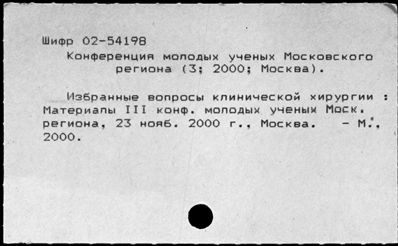 Шифр 02-54198
Конференция молодых ученых Московского
региона (3; 2000; Москва).
Избранные вопросы клинической хирургии :
Материалы III конф. молодых ученых Моск.
региона, 23 нояб. 2000 г., Москва. - М.,
2000.